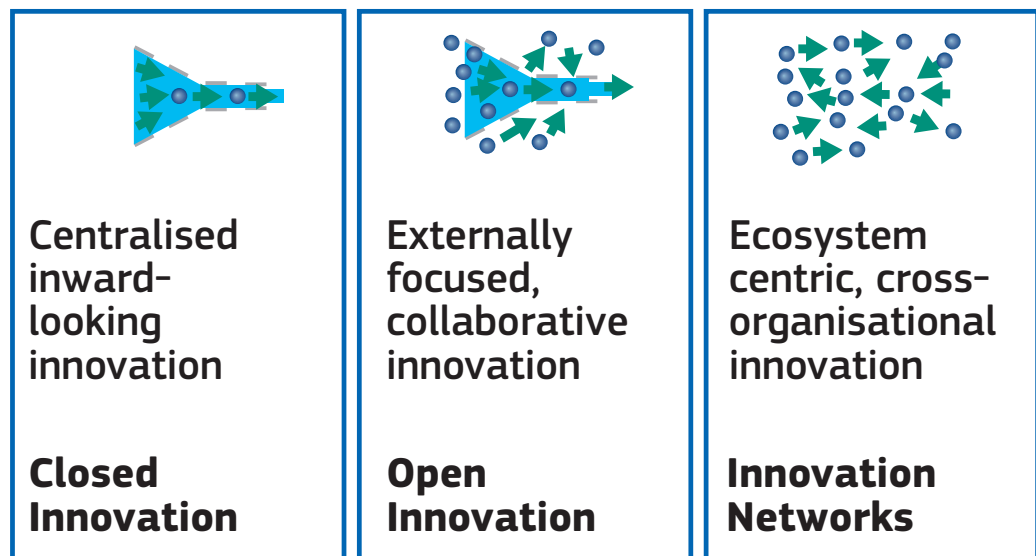 Centralised
inward-
looking
innovation
Closed
Innovation
Externally
focused,
collaborative
innovation
Open
Innovation
Ecosystem
centric, cross-
organisational
innovation
Innovation
Networks